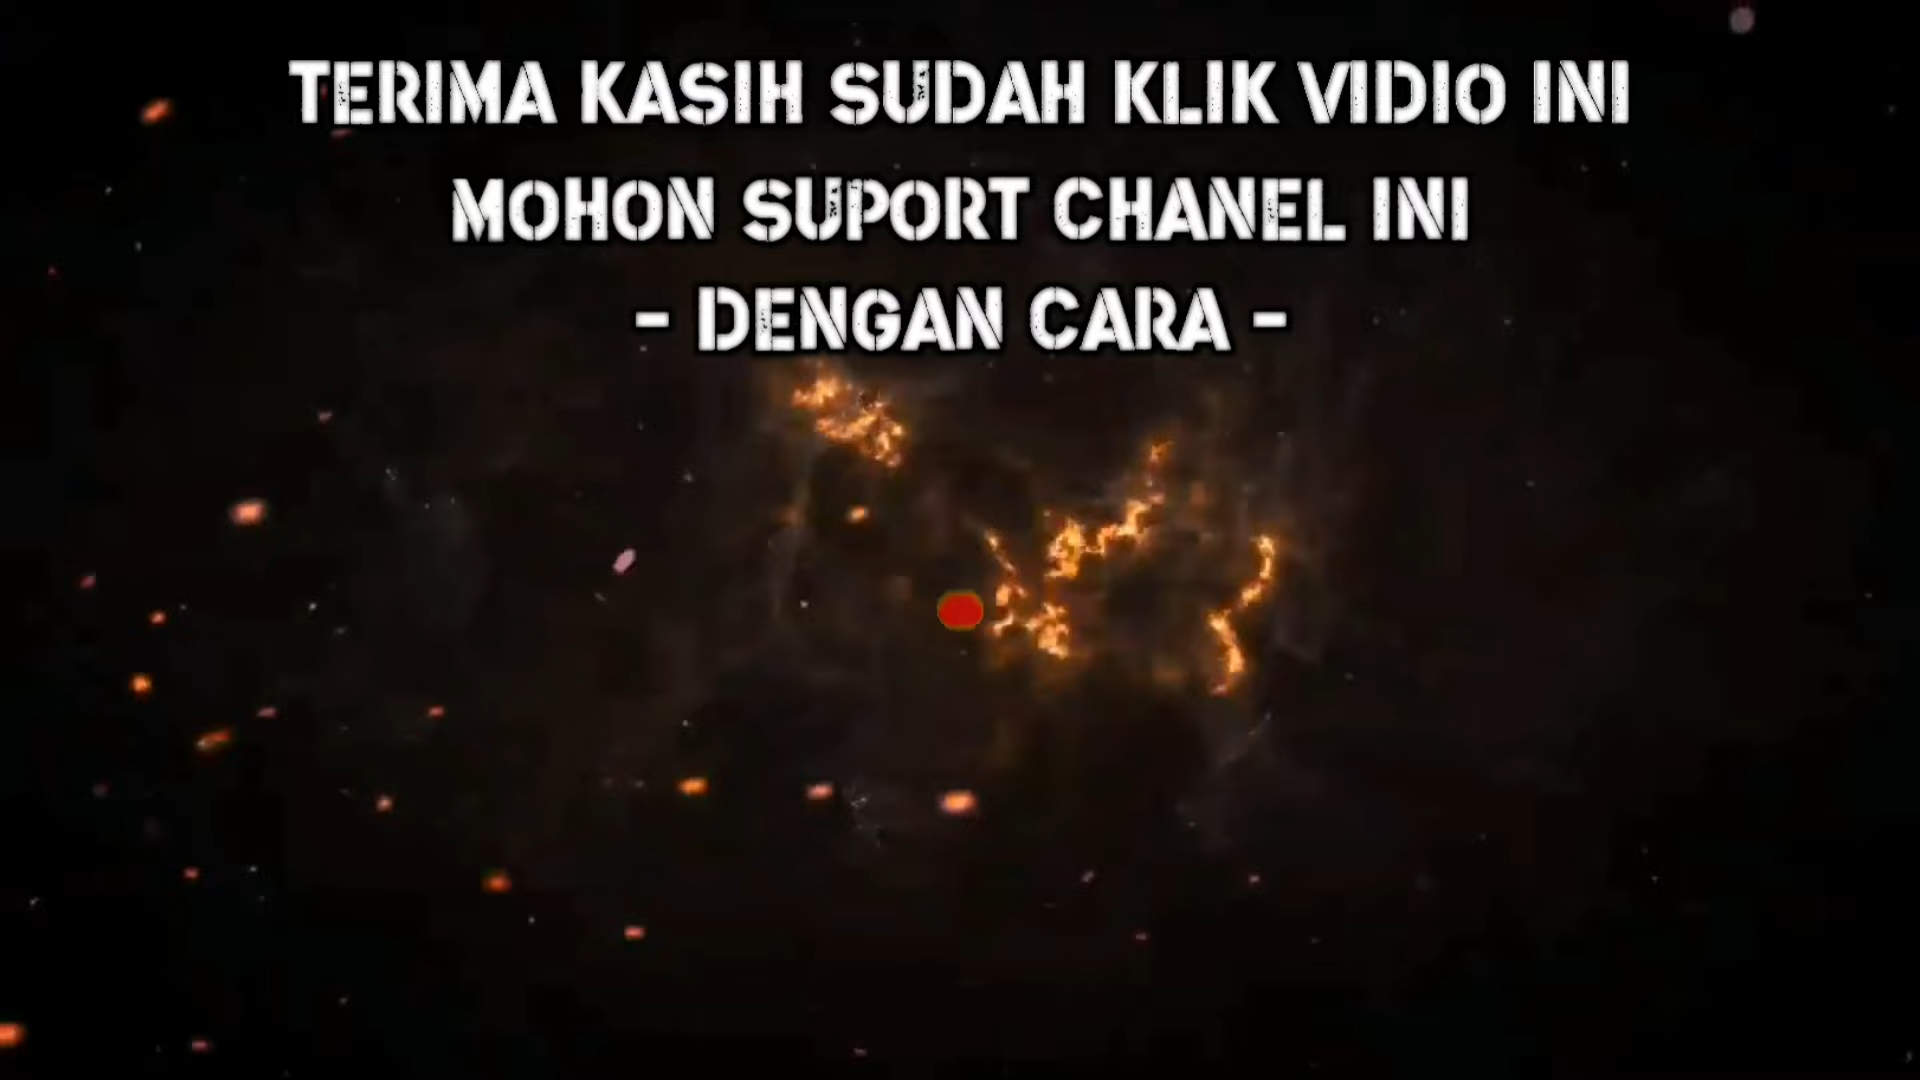 TERIMA KASIH SUDAH KLIK VIDIO INI
MOHON SUPORT CHANEL INI
- DENGAN CARA -